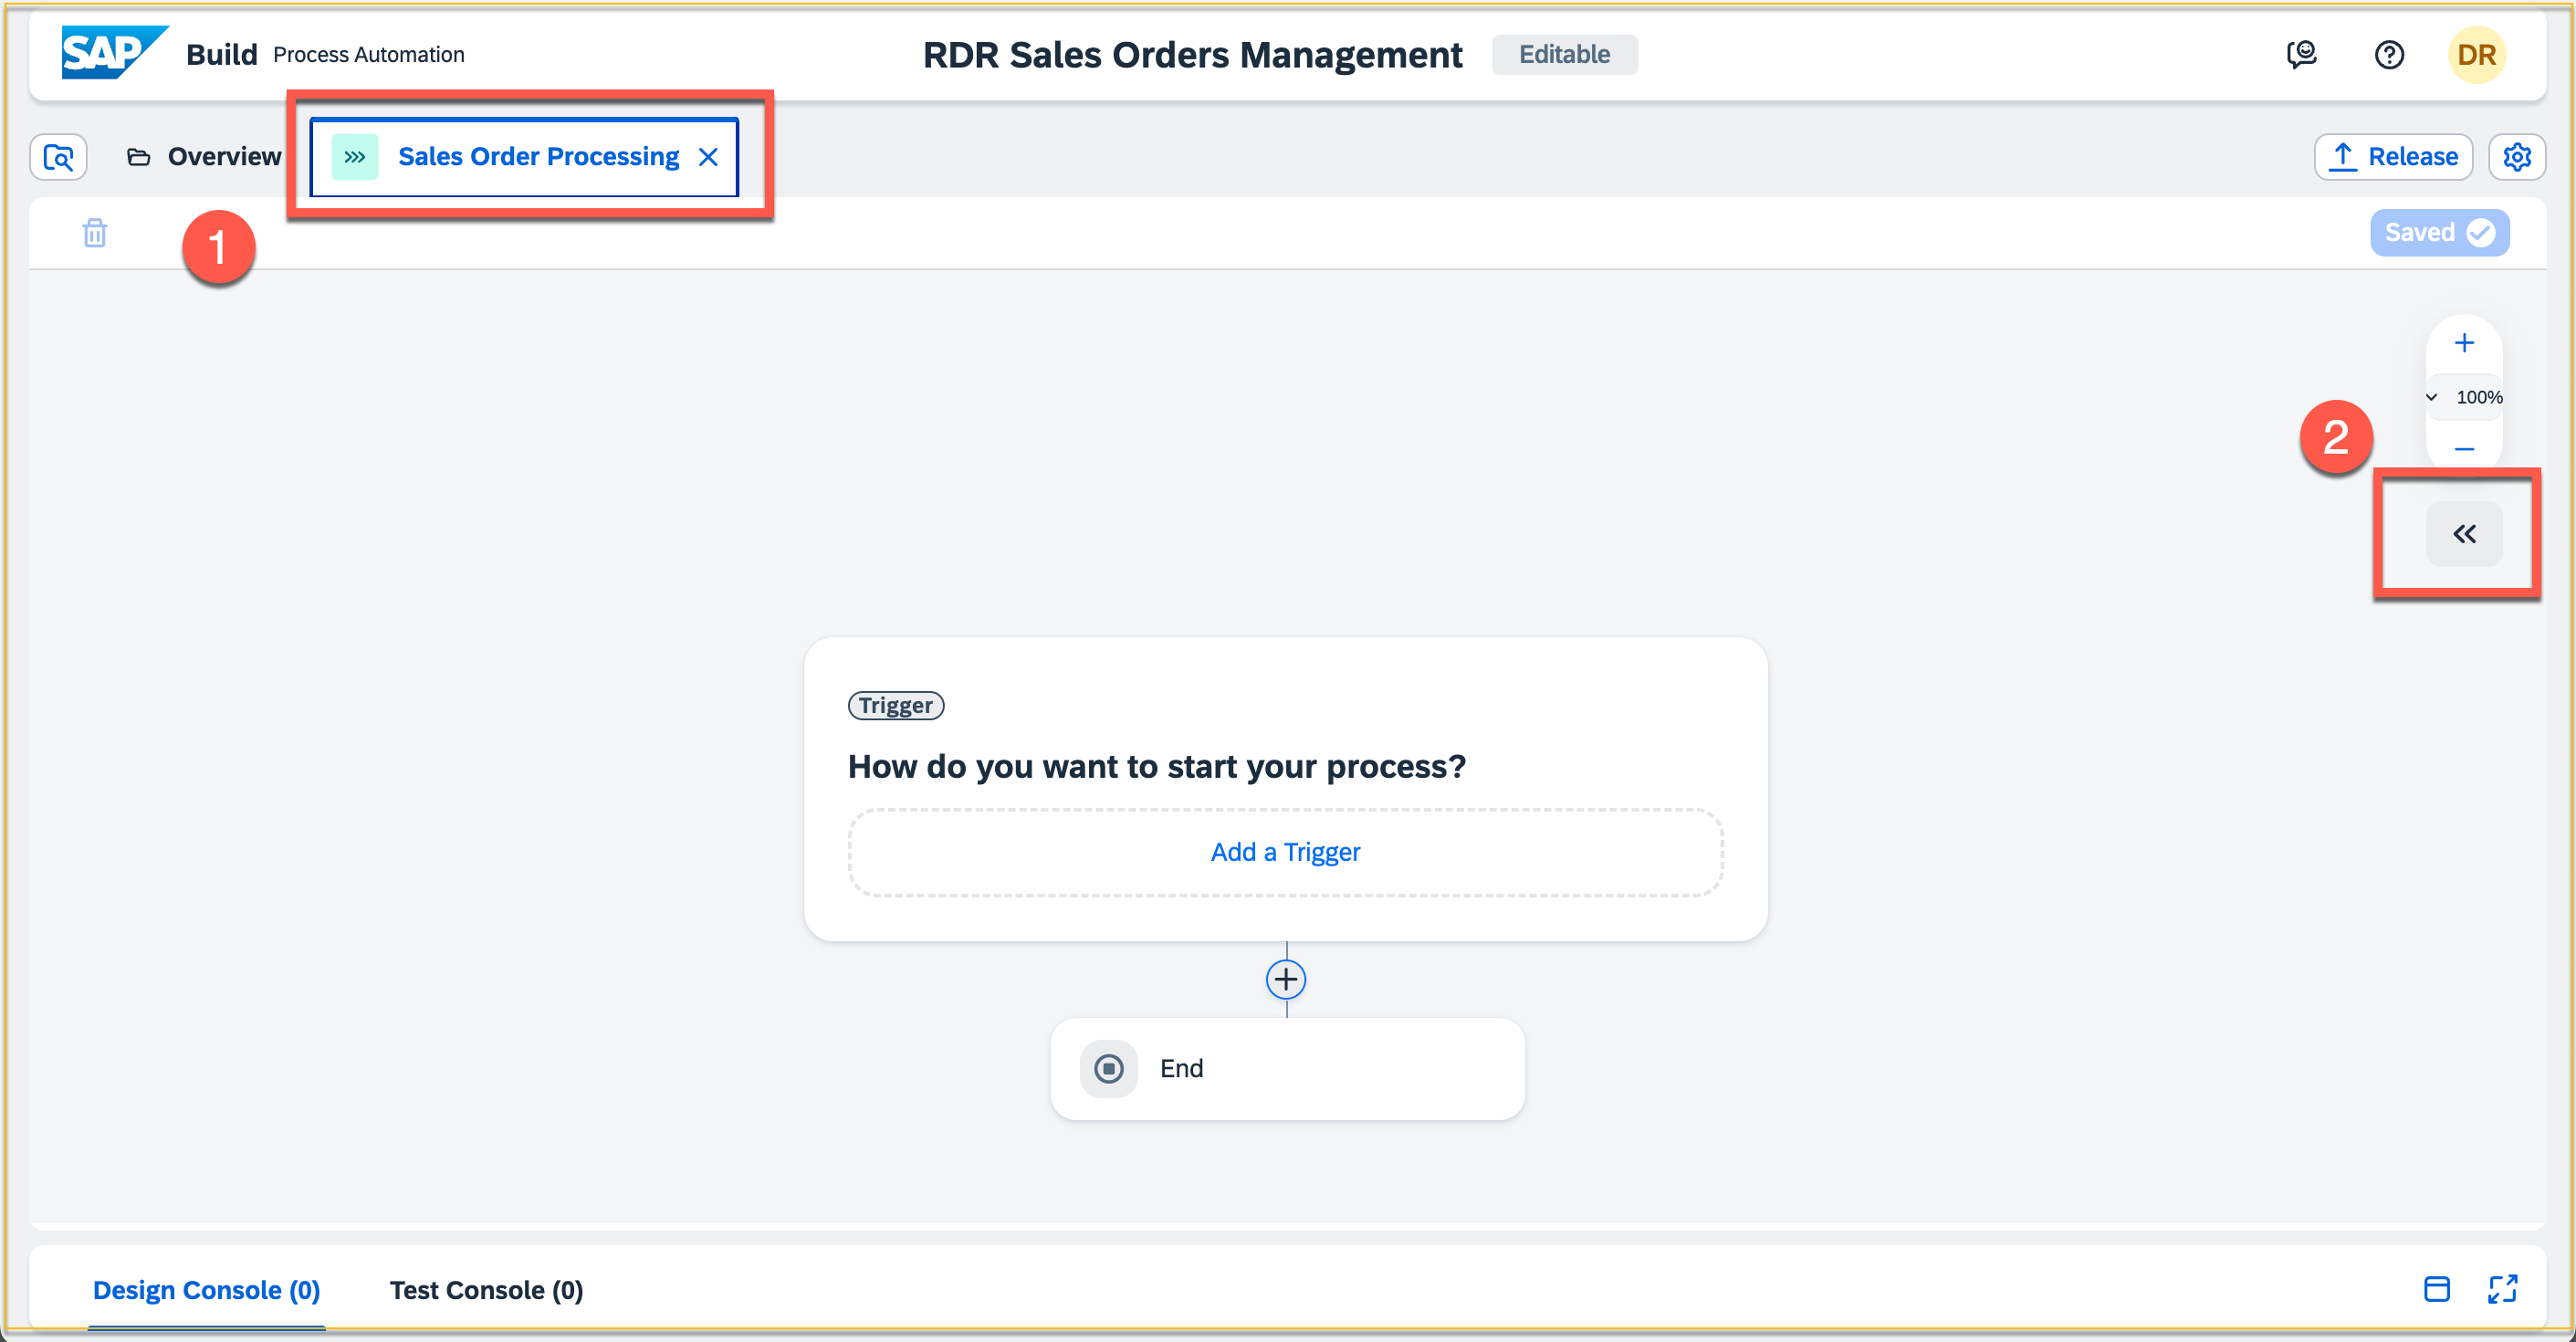 SAP Build Process Automation
RDR Sales Orders Management Editable
DR
Overview
Sales Order Processing
Release
1
Saved
100%
2
Trigger
How do you want to start your process?
Add a Trigger
End
Design Console (0) Test Console (0)